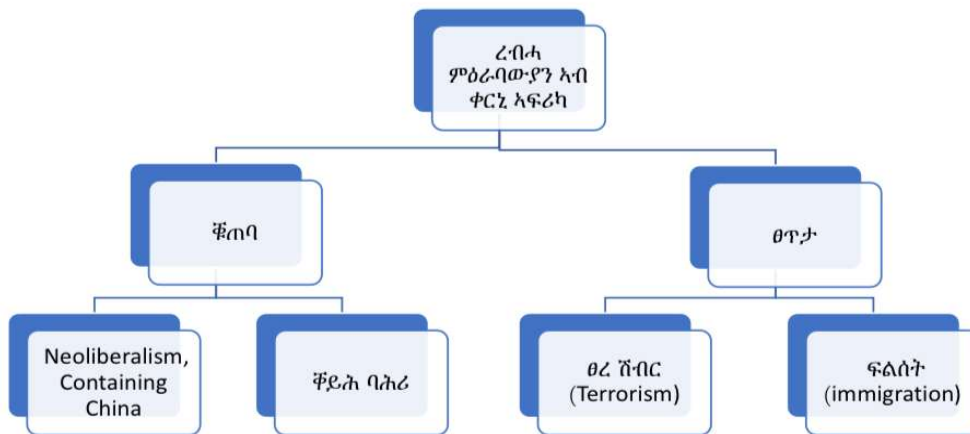 ረብሓ
ምዕራባውያን ኣብ
ቀርኒ ኣፍሪካ
ቑጠባ
ፀጥታ
Neoliberalism,
Containing
China
ቐይሕ ባሕሪ
ፀረ ሽብር
(Terrorism)
ፍልሰት
(immigration)